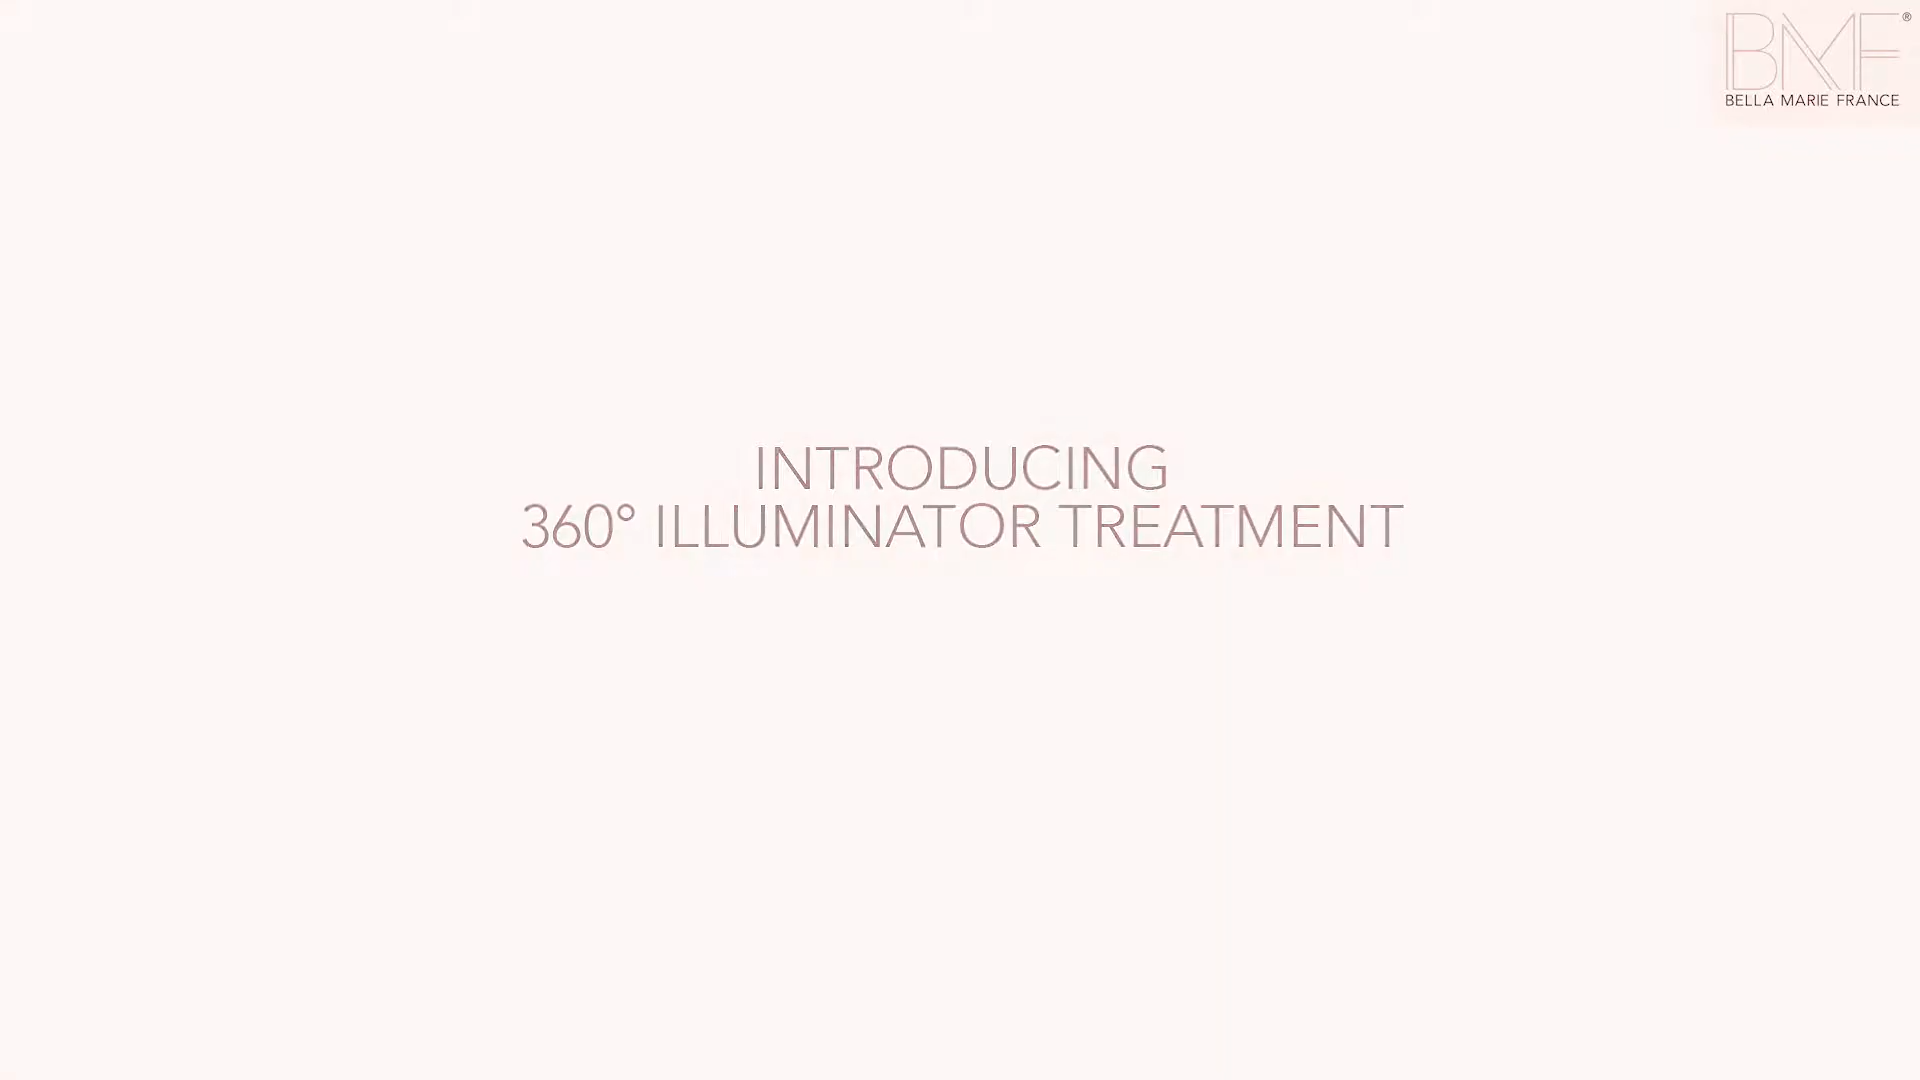 BMF®
BELLA MARIE FRANCE
INTRODUCING
360° ILLUMINATOR TREATMENT